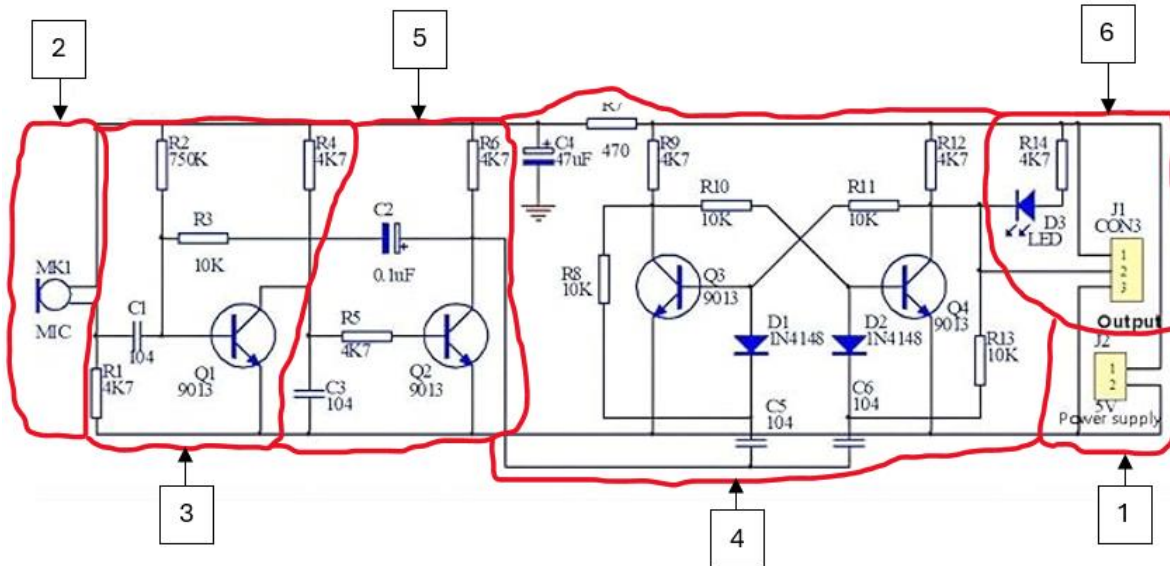 2
5
6
R2
750K
R4
4K7
R6
4K7
C4
+
47uF
R7
470
R9
4K7
R12
4K7
R14
4K7
R3
10K
C2
+
0.1uF
R10
10K
R11
10K
D3
LED
J1
CON3
1
2
3
Output
MK1
MIC
C1
104
R1
4K7
Q1
9013
R5
4K7
C3
104
Q2
9013
R8
10K
Q3
9013
D1
1N4148
D2
1N4148
Q4
9013
R13
10K
C5
104
C6
104
J2
1
2
5V
Power supply
3
4
1